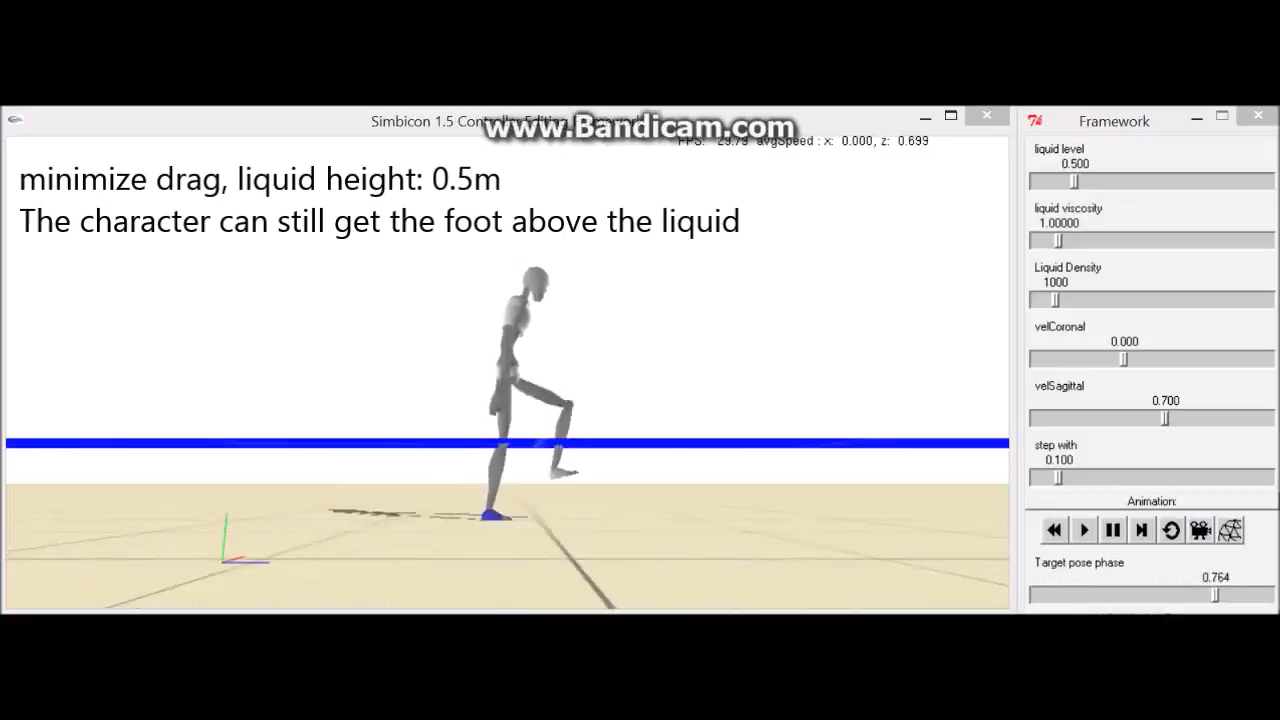 Simbicon 1.5 Controller Editing Framework
www.Bandicam.com
FPS: 29.79 avgSpeed : x: 0.000, z: 0.699
minimize drag, liquid height: 0.5m
The character can still get the foot above the liquid
Framework
liquid level
0.500
liquid viscosity
1.00000
Liquid Density
1000
velCoronal
0.000
velSagittal
0.700
step with
0.100
Animation:
Target pose phase
0.764